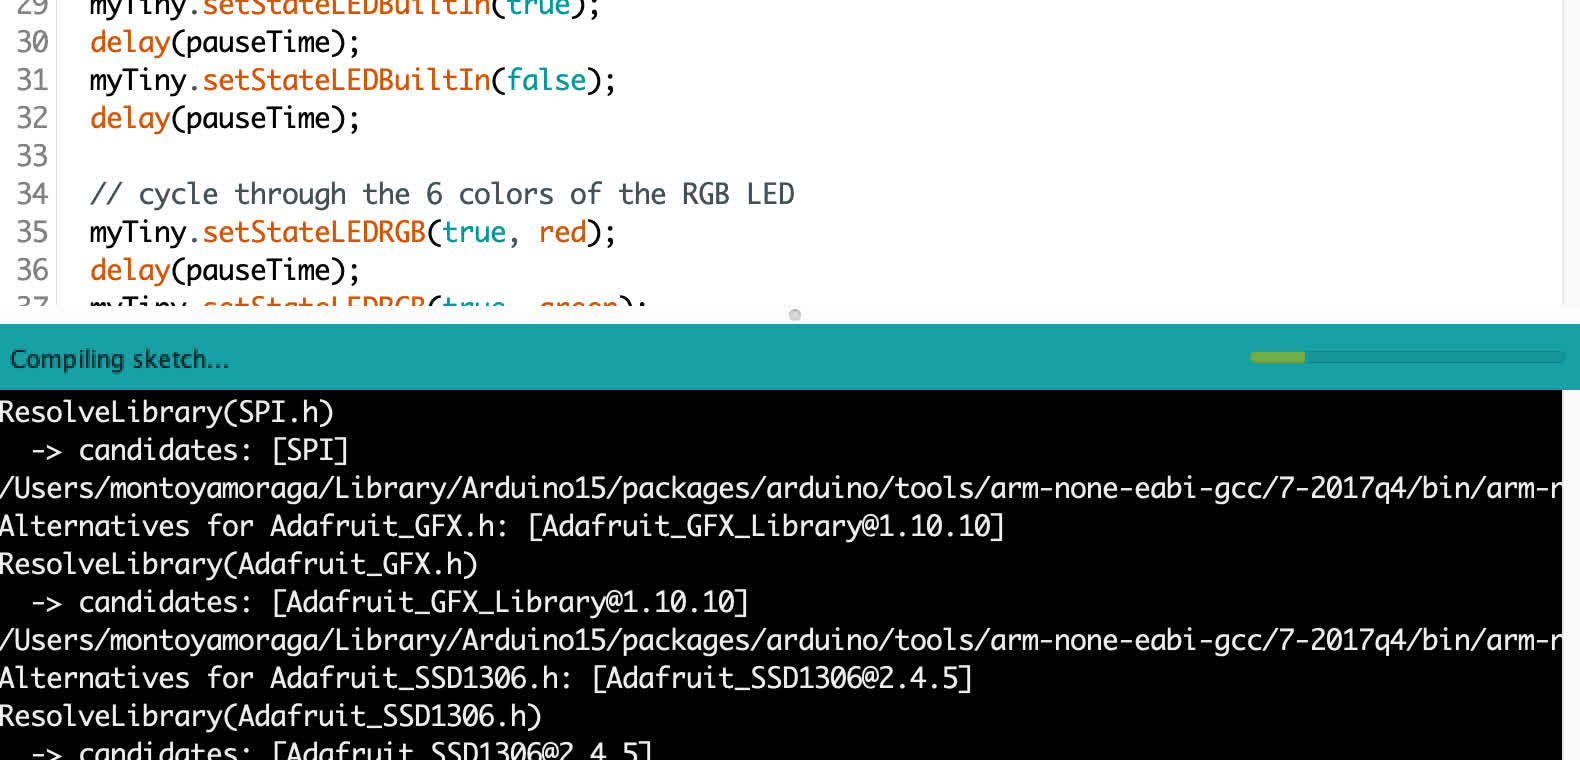 29 myTiny.setStateLEDBuiltIn(true);
30 delay(pauseTime);
31 myTiny.setStateLEDBuiltIn(false);
32 delay(pauseTime);
33
34 // cycle through the 6 colors of the RGB LED
35 myTiny.setStateLEDRGB(true, red);
36 delay(pauseTime);
37 myTiny.setStateLEDRGB(true, green);
Compiling sketch...
ResolveLibrary(SPI.h)
-> candidates: [SPI]
/Users/montoyamoraga/Library/Arduino15/packages/arduino/tools/arm-none-eabi-gcc/7-2017q4/bin/arm-n
Alternatives for Adafruit_GFX.h: [Adafruit_GFX_Library@1.10.10]
ResolveLibrary(Adafruit_GFX.h)
-> candidates: [Adafruit_GFX_Library@1.10.10]
/Users/montoyamoraga/Library/Arduino15/packages/arduino/tools/arm-none-eabi-gcc/7-2017q4/bin/arm-n
Alternatives for Adafruit_SSD1306.h: [Adafruit_SSD1306@2.4.5]
ResolveLibrary(Adafruit_SSD1306.h)
-> candidates: [Adafruit_SSD1306@2.4.5]